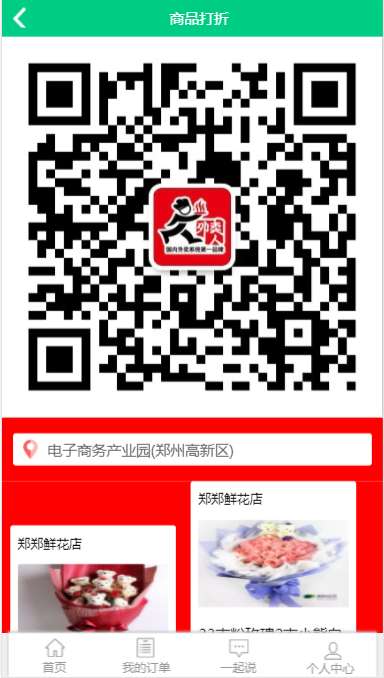 商品打折
外卖人
国内外卖系统第一品牌
电子商务产业园(郑州高新区)
郑郑鲜花店
郑郑鲜花店
首页
我的订单
一起说
个人中心